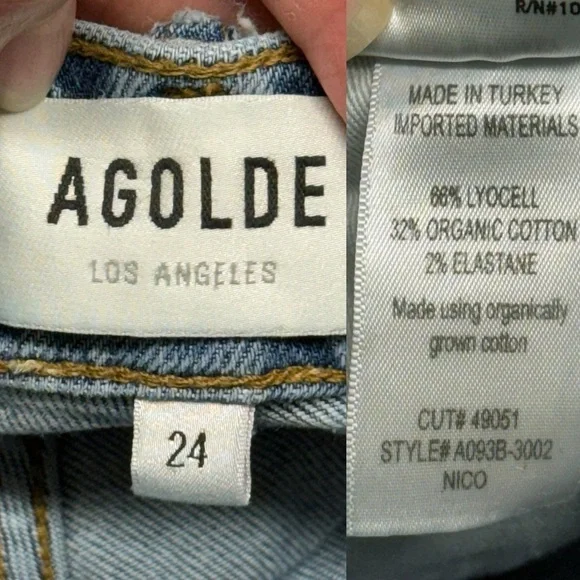 AGOLDE
LOS ANGELES
24
R/N#10
MADE IN TURKEY
IMPORTED MATERIALS
66% LYOCELL
32% ORGANIC COTTON
2% ELASTANE
Made using organically
grown cotton
CUT# 49051
STYLE# A093B-3002
NICO